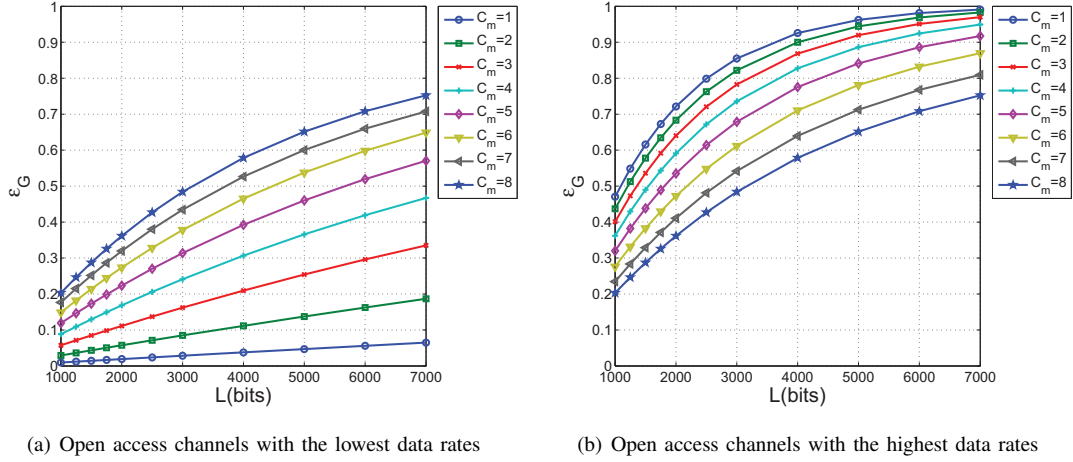 1
0.9
0.8
0.7
0.6
0.5
0.4
0.3
0.2
0.1
0
ε_G
1000 2000 3000 4000 5000 6000 7000
L(bits)
C_m=1
C_m=2
C_m=3
C_m=4
C_m=5
C_m=6
C_m=7
C_m=8
(a) Open access channels with the lowest data rates
1
0.9
0.8
0.7
0.6
0.5
0.4
0.3
0.2
0.1
0
ε_G
1000 2000 3000 4000 5000 6000 7000
L(bits)
C_m=1
C_m=2
C_m=3
C_m=4
C_m=5
C_m=6
C_m=7
C_m=8
(b) Open access channels with the highest data rates